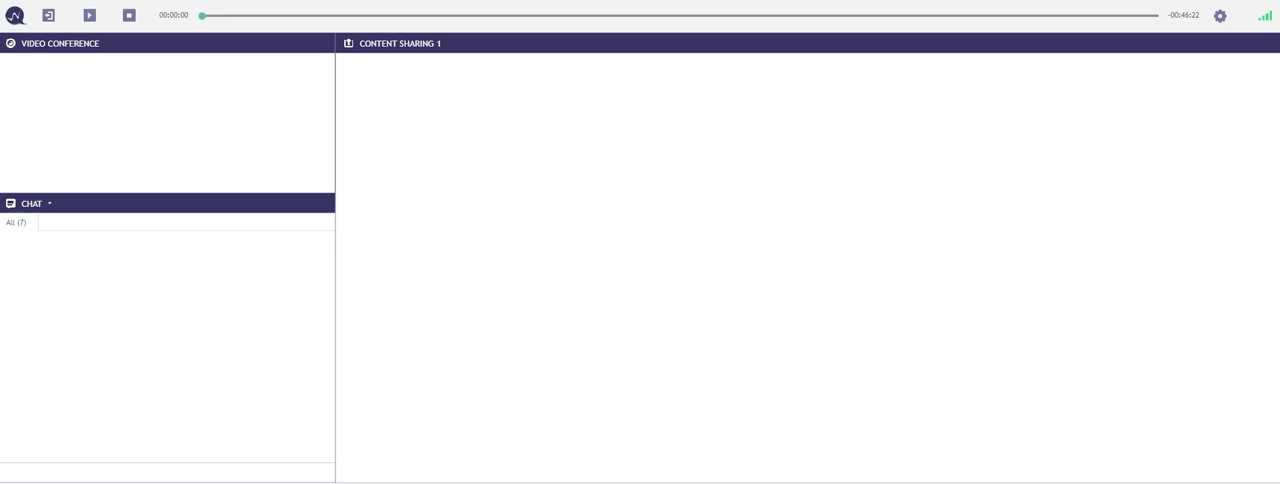 00:00:00
-00:46:22
VIDEO CONFERENCE
CONTENT SHARING 1
CHAT
All (7)